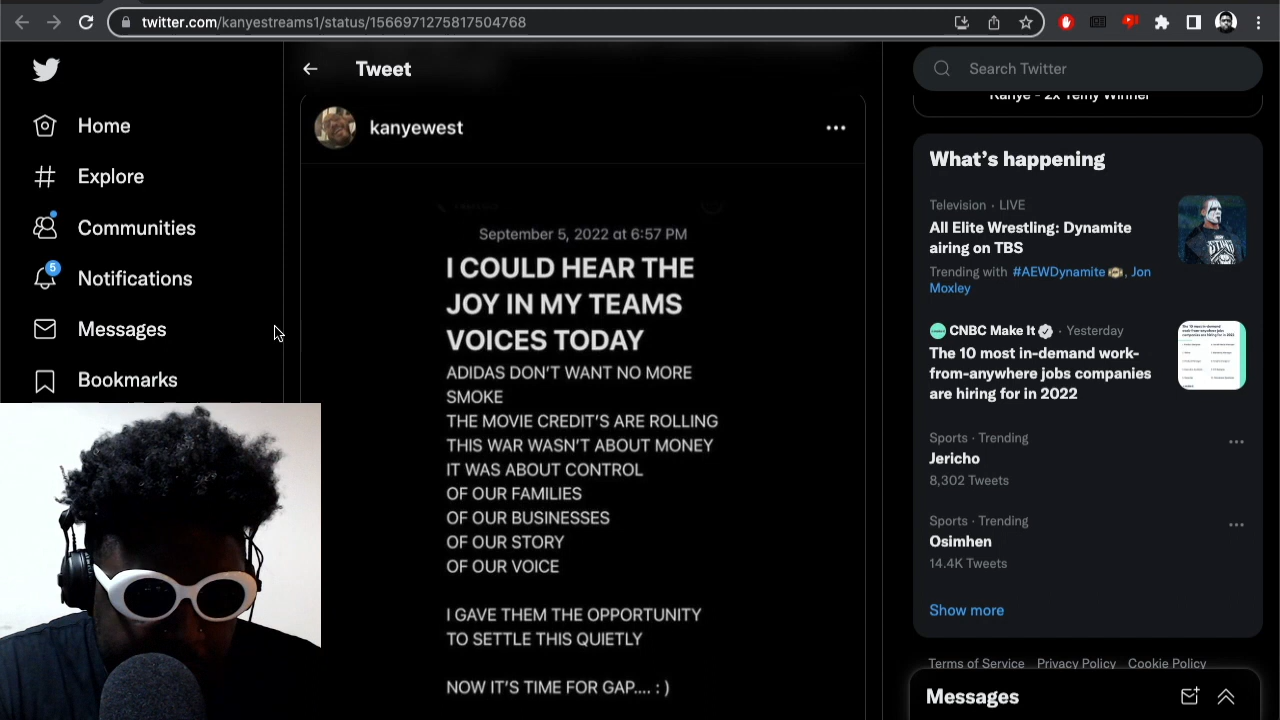 twitter.com/kanyestreams1/status/1566971275817504768
Home
Explore
Communities
5
Notifications
Messages
Bookmarks
Tweet
kanyewest
September 5, 2022 at 6:57 PM
I COULD HEAR THE
JOY IN MY TEAMS
VOICES TODAY
ADIDAS DON'T WANT NO MORE
SMOKE
THE MOVIE CREDIT'S ARE ROLLING
THIS WAR WASN'T ABOUT MONEY
IT WAS ABOUT CONTROL
OF OUR FAMILIES
OF OUR BUSINESSES
OF OUR STORY
OF OUR VOICE
I GAVE THEM THE OPPORTUNITY
TO SETTLE THIS QUIETLY
NOW IT'S TIME FOR GAP.... : )
Search Twitter
Kanye - 2x Yemy Winner
What's happening
Television · LIVE
All Elite Wrestling: Dynamite
airing on TBS
Trending with #AEWDynamite, Jon
Moxley
CNBC Make It · Yesterday
The 10 most in-demand work-
from-anywhere jobs companies
are hiring for in 2022
Sports · Trending
Jericho
8,302 Tweets
Sports · Trending
Osimhen
14.4K Tweets
Show more
Terms of Service Privacy Policy Cookie Policy
Messages